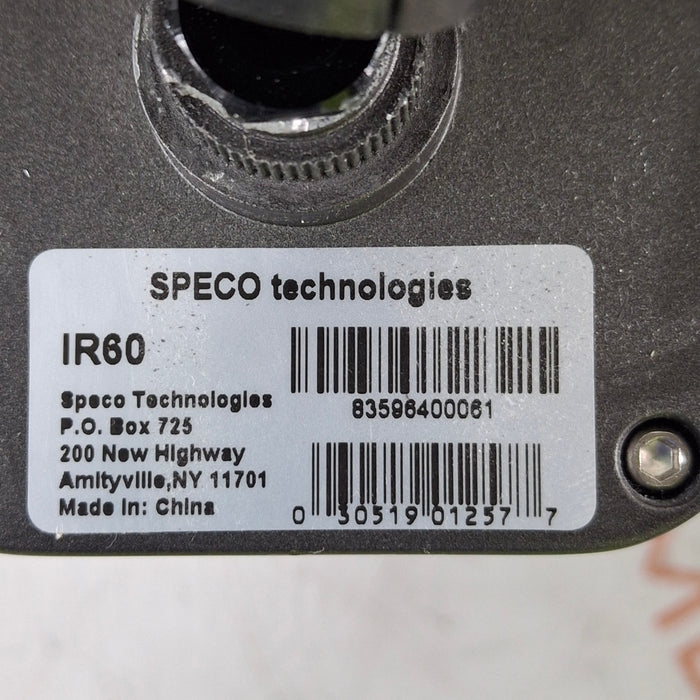 SPECO technologies
IR60
83596400061
Speco Technologies
P.O. Box 725
200 New Highway
Amityville,NY 11701
Made In: China
0 30519 01257 7